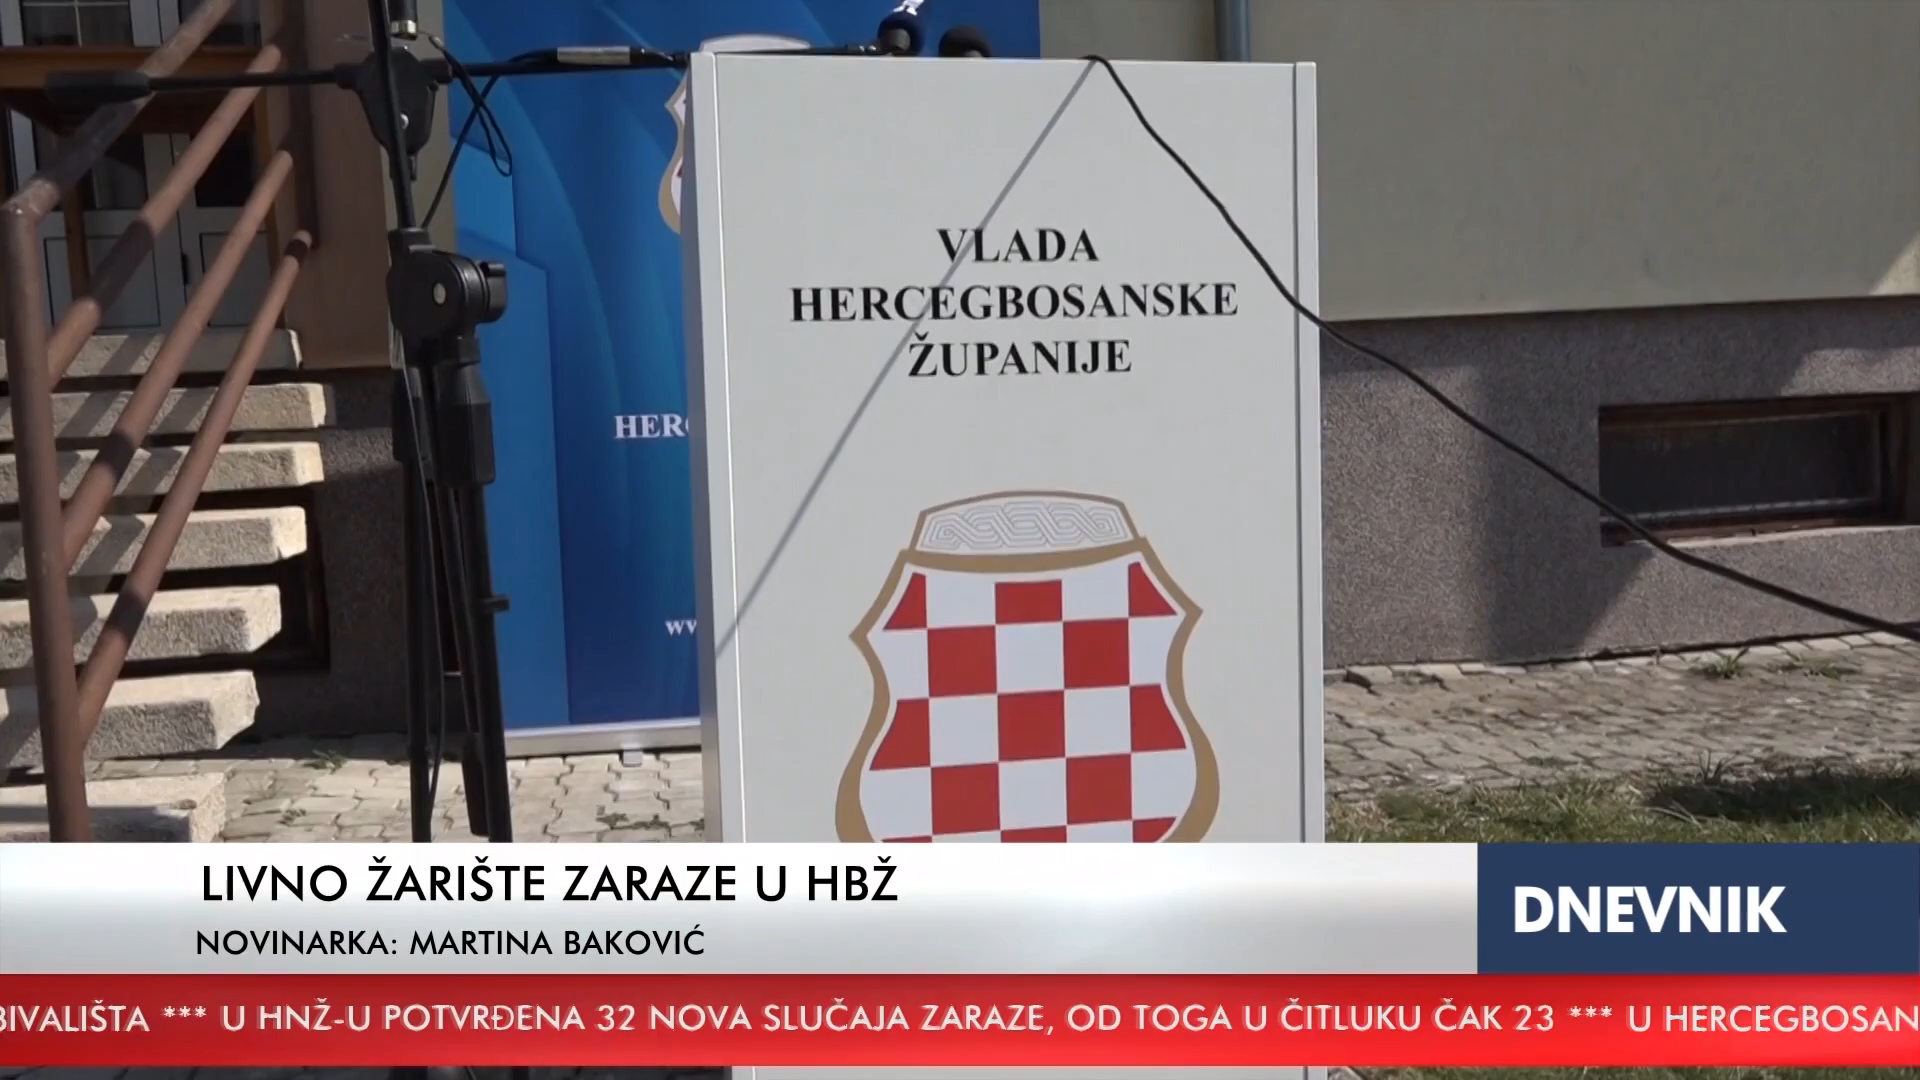 VLADA
HERCEGBOSANSKE
ŽUPANIJE
HER
LIVNO ŽARIŠTE ZARAZE U HBŽ
NOVINARKA: MARTINA BAKOVIĆ
DNEVNIK
BIVALIŠTA *** U HNŽ-U POTVRĐENA 32 NOVA SLUČAJA ZARAZE, OD TOGA U ČITLUKU ČAK 23 *** U HERCEGBOSAN